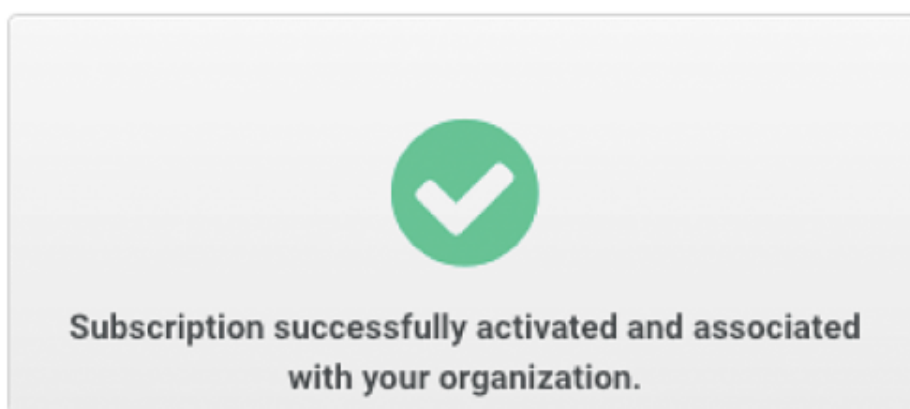 Subscription successfully activated and associated
with your organization.